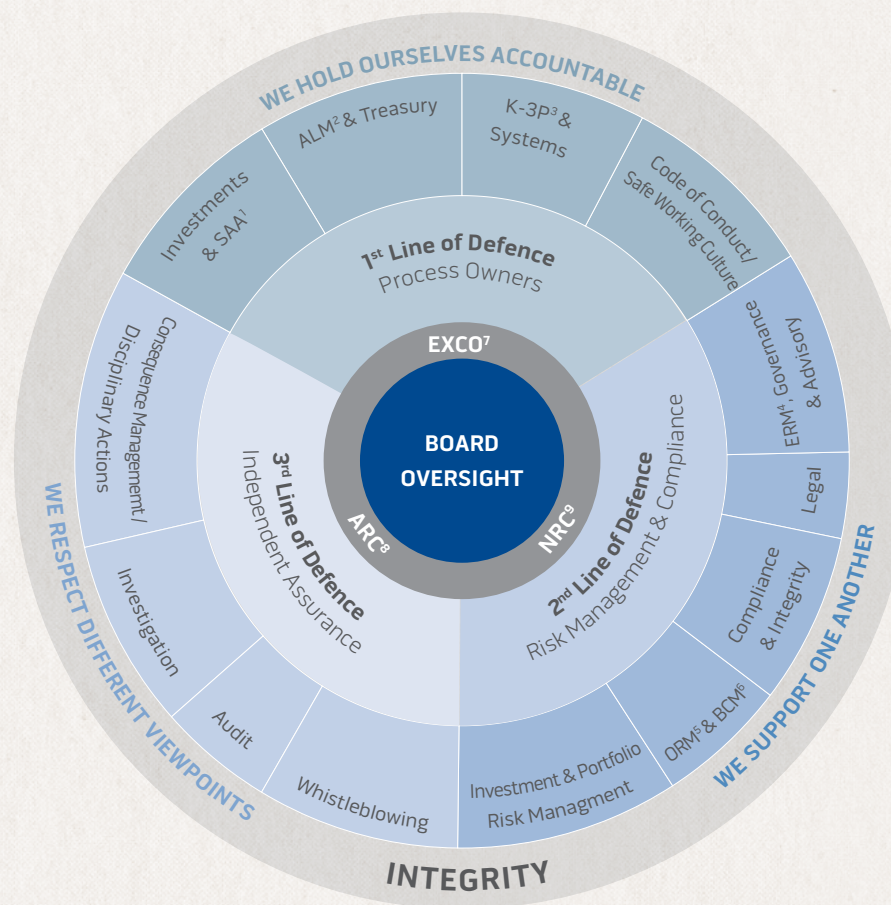 WE HOLD OURSELVES ACCOUNTABLE
Investments
& SAA¹
ALM² & Treasury
K-3P³ &
Systems
Code of Conduct/
Safe Working Culture
1st Line of Defence
Process Owners
ERM⁴, Governance
& Advisory
Legal
Compliance
& Integrity
ORM⁵ & BCM⁶
Investment & Portfolio
Risk Managment
2nd Line of Defence
Risk Management & Compliance
WE SUPPORT ONE ANOTHER
Consequence Managememt/
Disciplinary Actions
Investigation
Audit
Whistleblowing
3rd Line of Defence
Independent Assurance
WE RESPECT DIFFERENT VIEWPOINTS
EXCO⁷
ARC⁸
NRC⁹
BOARD
OVERSIGHT
INTEGRITY